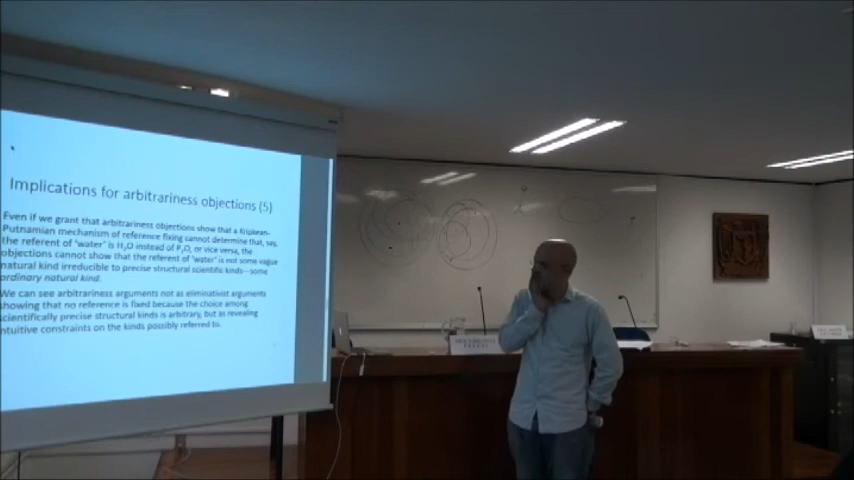 Implications for arbitrariness objections (5)
Even if we grant that arbitrariness objections show that a Kripkean-
Putnamian mechanism of reference fixing cannot determine that, say,
the referent of 'water' is H₂O instead of P₂O, or vice versa, the
objections cannot show that the referent of 'water' is not some vague
natural kind irreducible to precise structural scientific kinds--some
ordinary natural kind.
We can see arbitrariness arguments not as eliminativist arguments
showing that no reference is fixed because the choice among
scientifically precise structural kinds is arbitrary, but as revealing
intuitive constraints on the kinds possibly referred to.